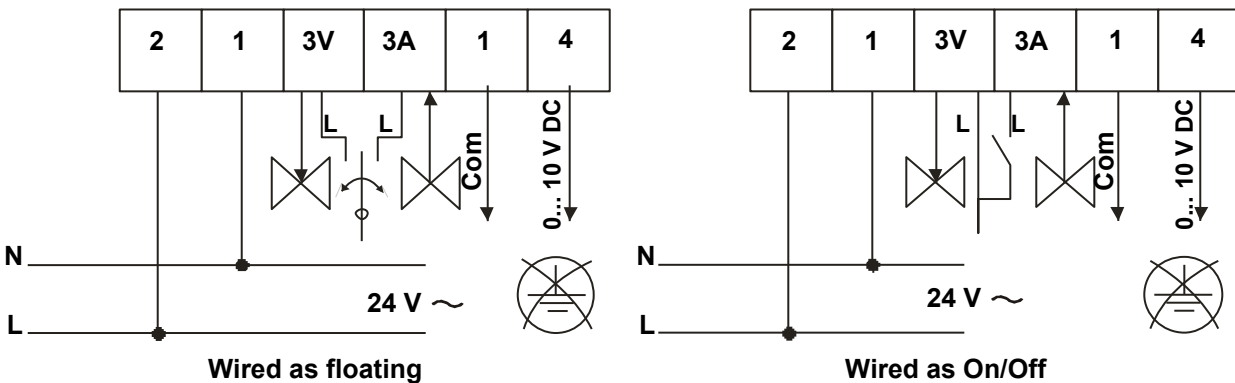 2 1 3V 3A 1 4
L L
Com
0... 10 V DC
N
24 V ~
L
Wired as floating
2 1 3V 3A 1 4
L L
Com
0... 10 V DC
N
24 V ~
L
Wired as On/Off